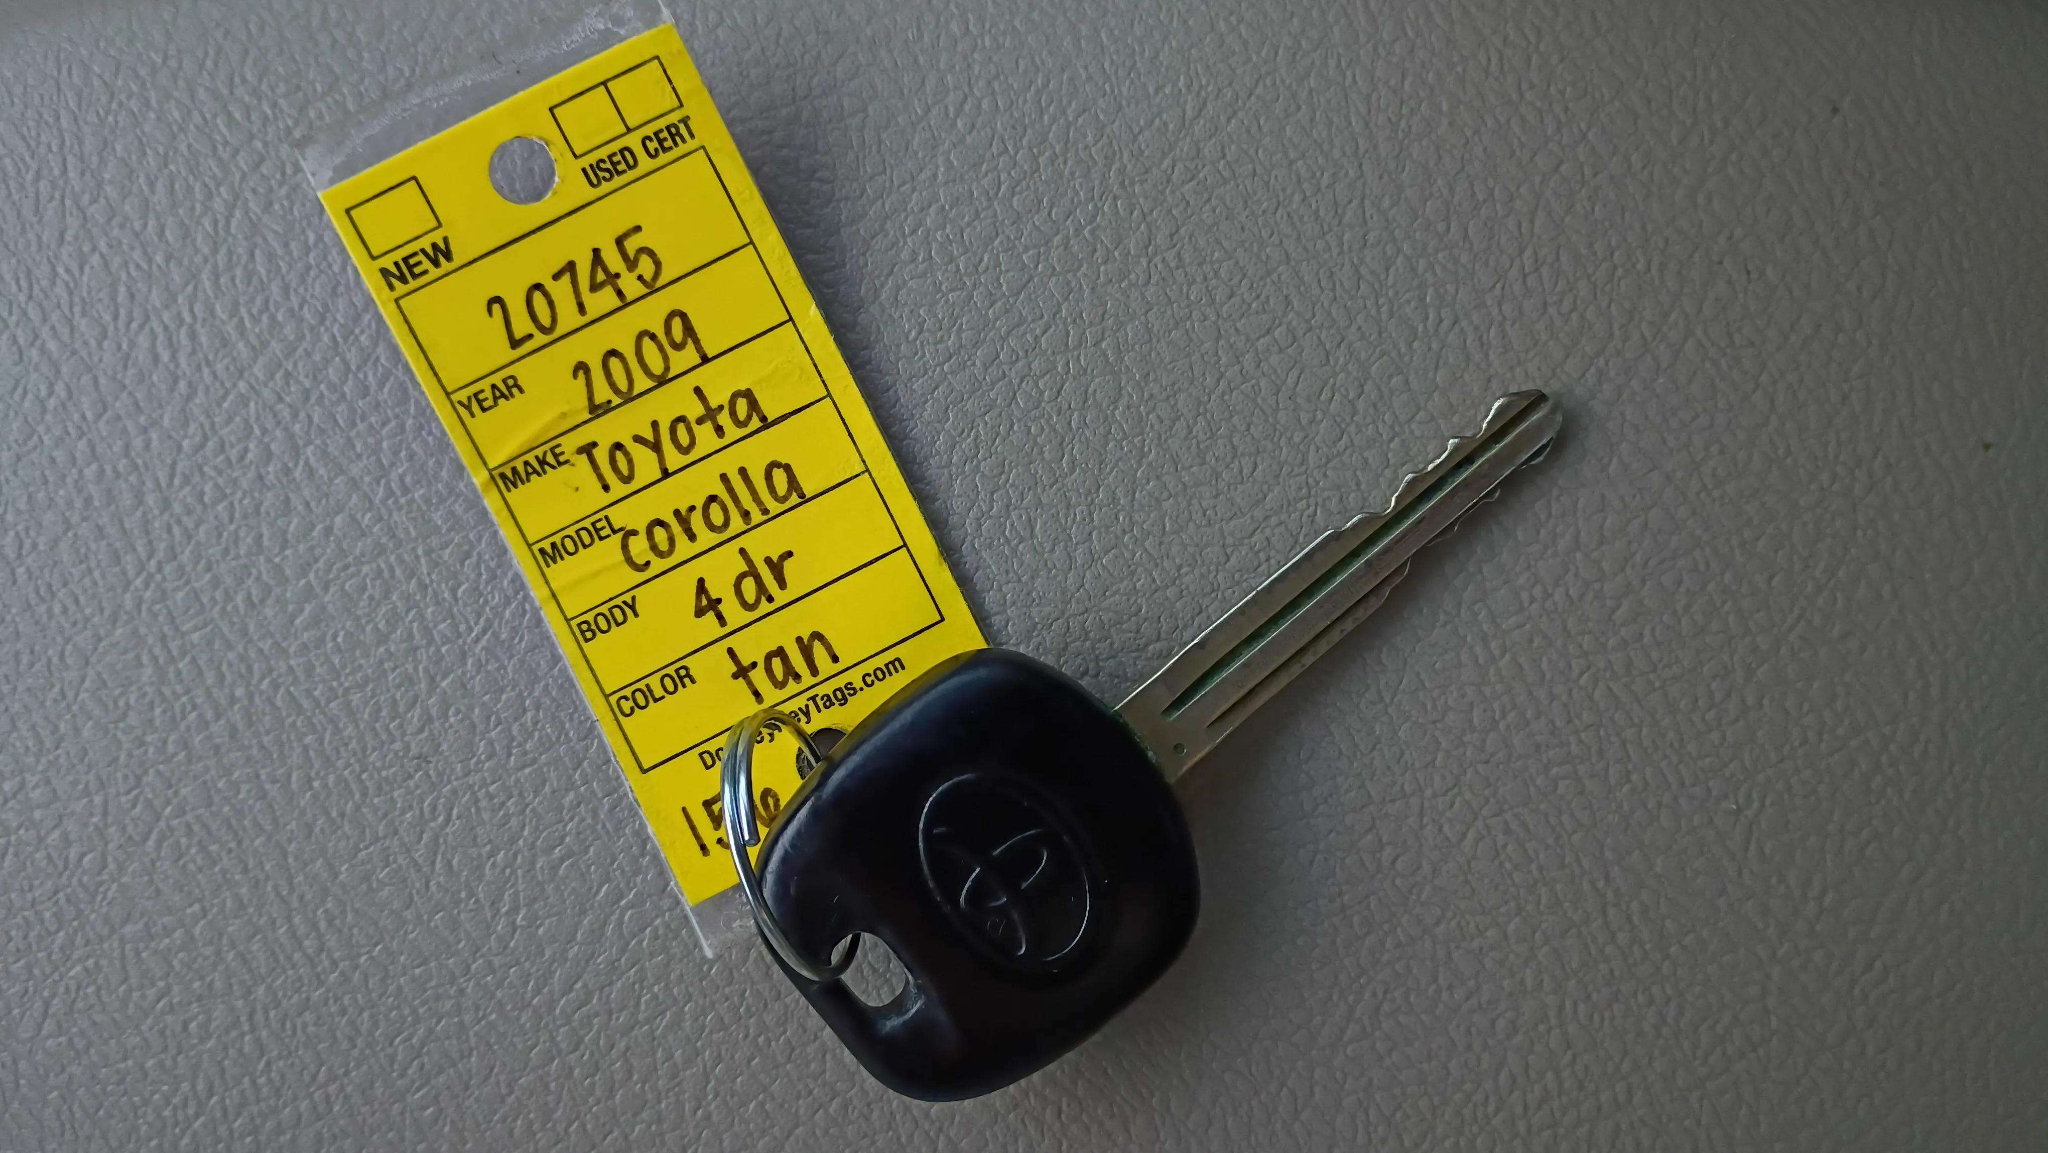 NEW
USED CERT
20745
YEAR 2009
MAKE Toyota
MODEL corolla
BODY 4dr
COLOR tan